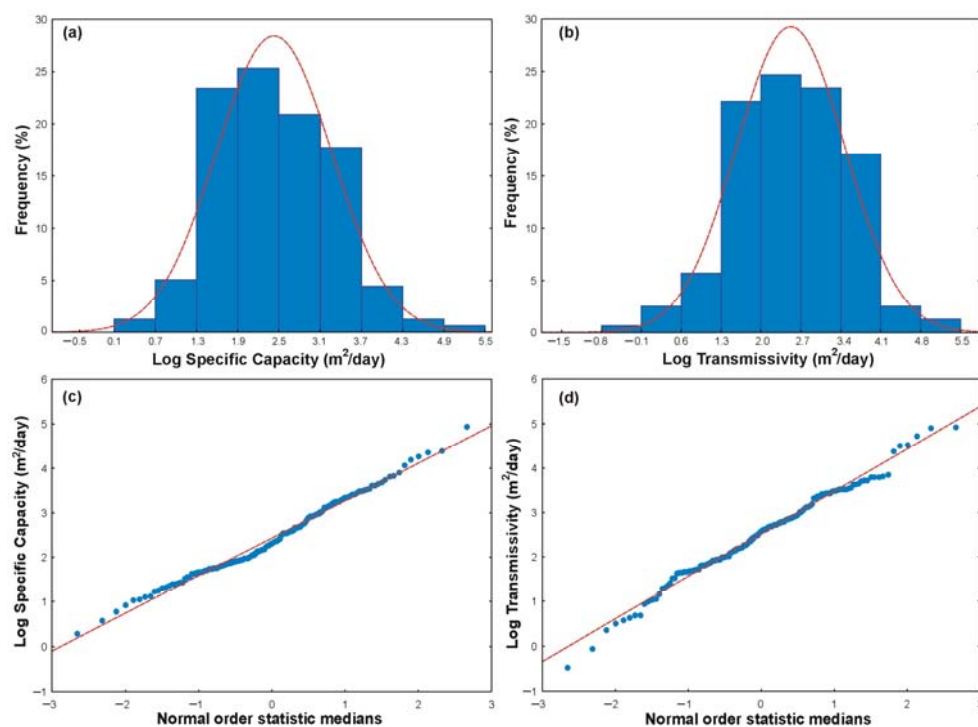 (a)
30
25
20
15
10
5
0
Frequency (%)
−0.5 0.1 0.7 1.3 1.9 2.5 3.1 3.7 4.3 4.9 5.5
Log Specific Capacity (m²/day)
(b)
30
25
20
15
10
5
0
Frequency (%)
−1.5 −0.8 −0.1 0.6 1.3 2.0 2.7 3.4 4.1 4.8 5.5
Log Transmissivity (m²/day)
(c)
6
5
4
3
2
1
0
−1
Log Specific Capacity (m²/day)
−3 −2 −1 0 1 2 3
Normal order statistic medians
(d)
6
5
4
3
2
1
0
−1
Log Transmissivity (m²/day)
−3 −2 −1 0 1 2
Normal order statistic medians